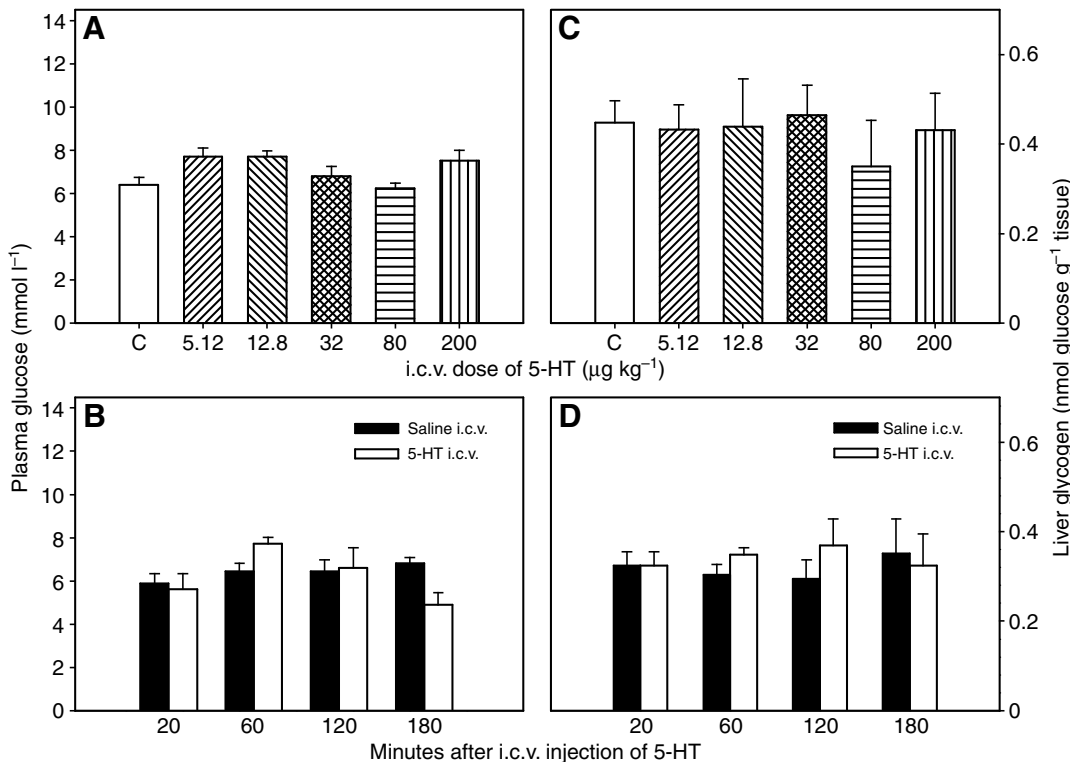 A
14
12
10
8
6
4
2
0
C 5.12 12.8 32 80 200
C
0.6
0.4
0.2
0
C 5.12 12.8 32 80 200
i.c.v. dose of 5-HT (μg kg⁻¹)
Plasma glucose (mmol l⁻¹)
Liver glycogen (nmol glucose g⁻¹ tissue)
B
Saline i.c.v.
5-HT i.c.v.
14
12
10
8
6
4
2
0
20 60 120 180
D
Saline i.c.v.
5-HT i.c.v.
0.6
0.4
0.2
0
20 60 120 180
Minutes after i.c.v. injection of 5-HT